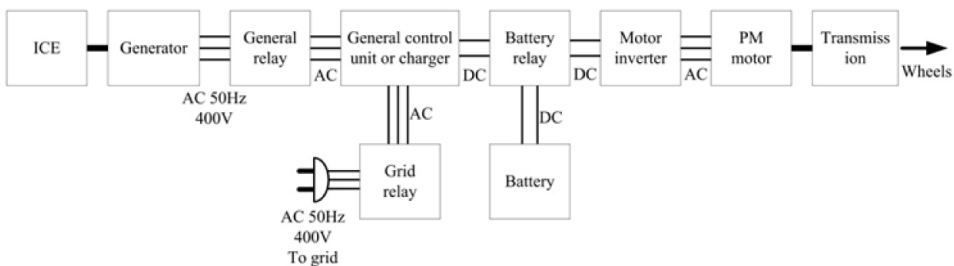 ICE
Generator
General
relay
General control
unit or charger
Battery
relay
Motor
inverter
PM
motor
Transmiss
ion
Wheels
AC
DC
DC
AC
AC 50Hz
400V
AC
DC
Grid
relay
Battery
AC 50Hz
400V
To grid